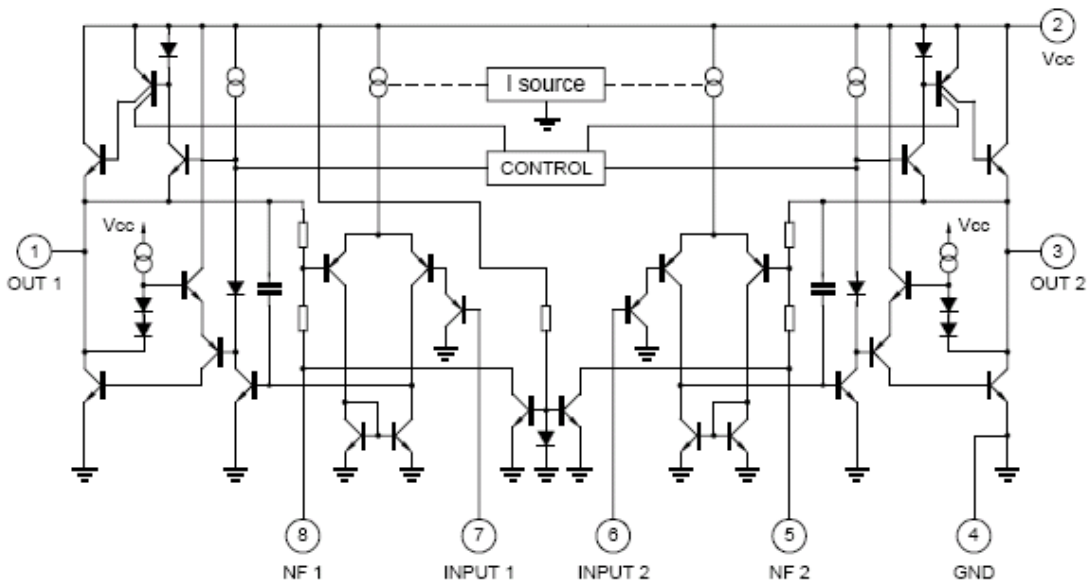 2
Vcc
I source
CONTROL
Vcc
Vcc
1
OUT 1
3
OUT 2
8
7
6
5
4
NF 1
INPUT 1
INPUT 2
NF 2
GND